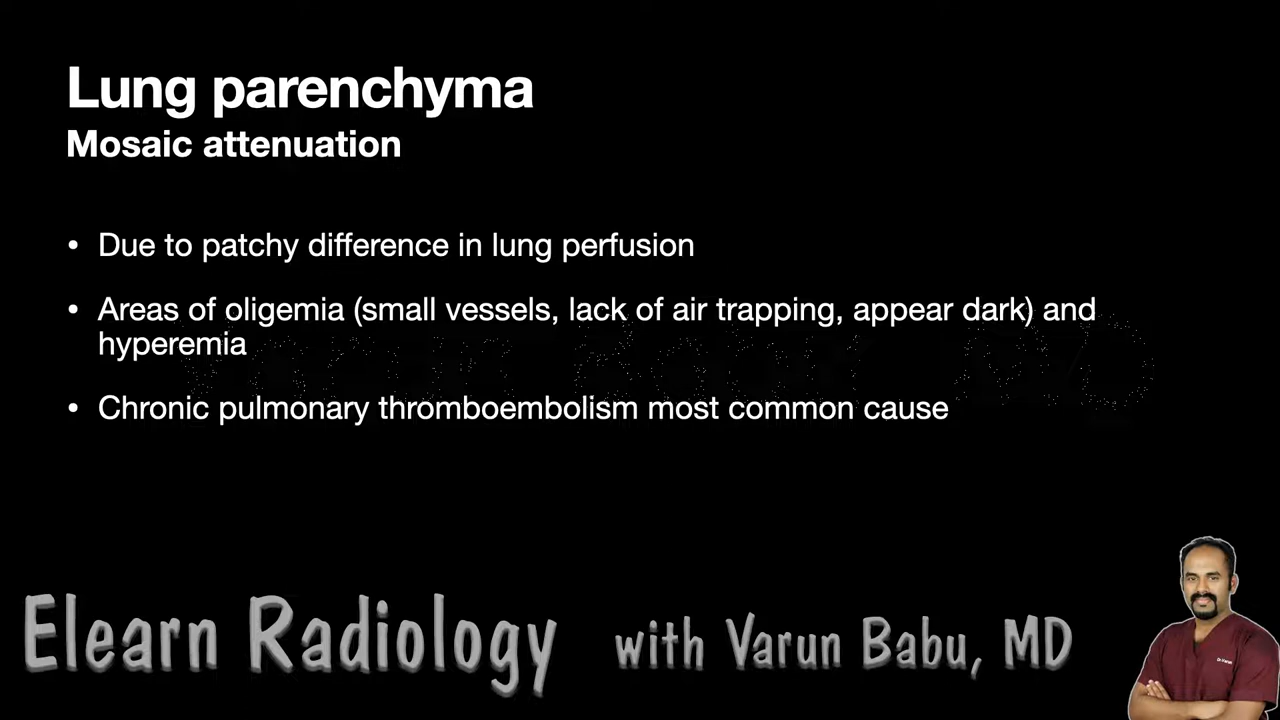 Lung parenchyma
Mosaic attenuation
• Due to patchy difference in lung perfusion
• Areas of oligemia (small vessels, lack of air trapping, appear dark) and
hyperemia
• Chronic pulmonary thromboembolism most common cause
Elearn Radiology with Varun Babu, MD